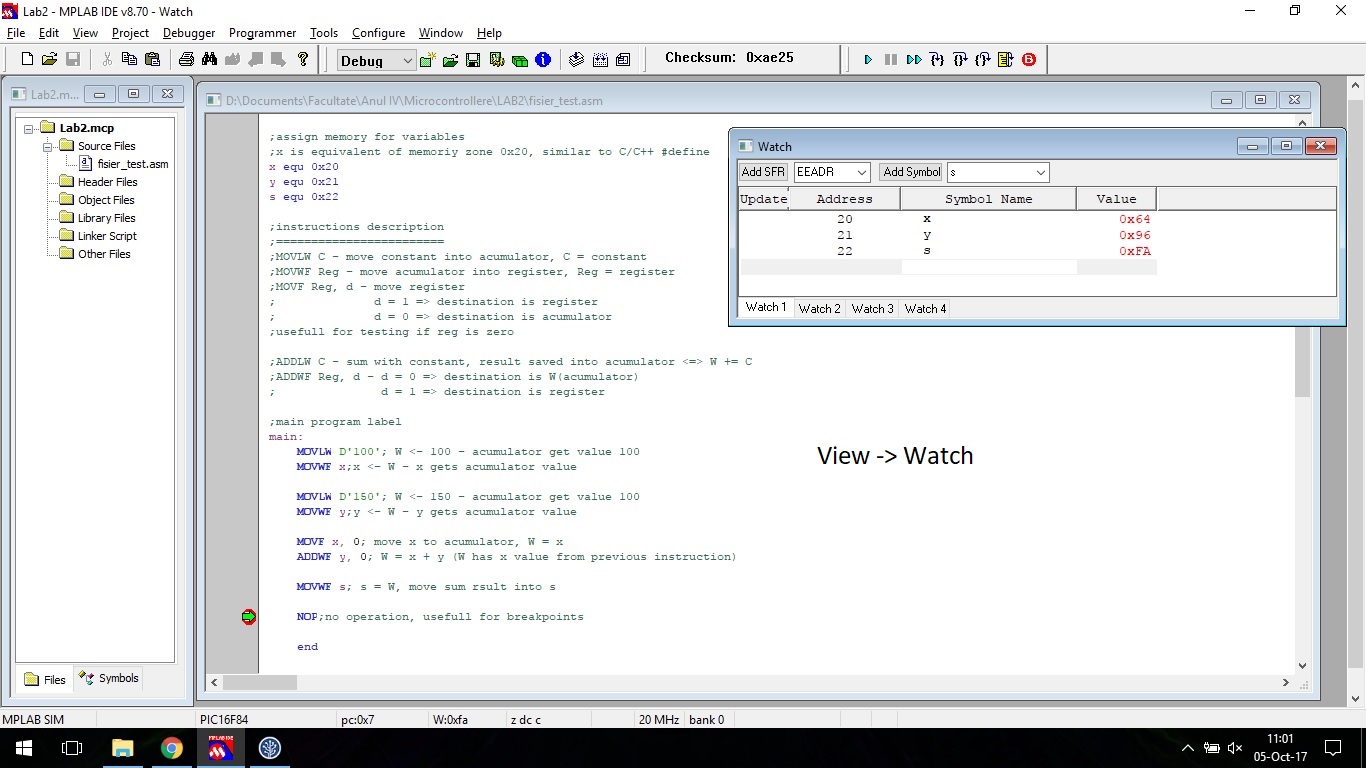 Lab2 - MPLAB IDE v8.70 - Watch
File Edit View Project Debugger Programmer Tools Configure Window Help
Debug
Checksum: 0xae25
Lab2.m...
D:\Documents\Facultate\Anul IV\Microcontrollere\LAB2\fisier_test.asm
Lab2.mcp
Source Files
fisier_test.asm
Header Files
Object Files
Library Files
Linker Script
Other Files
Files Symbols
;assign memory for variables
;x is equivalent of memoriy zone 0x20, similar to C/C++ #define
x equ 0x20
y equ 0x21
s equ 0x22
;instructions description
;========================
;MOVLW C - move constant into acumulator, C = constant
;MOVWF Reg - move acumulator into register, Reg = register
;MOVF Reg, d - move register
; d = 1 => destination is register
; d = 0 => destination is acumulator
;usefull for testing if reg is zero
;ADDLW C - sum with constant, result saved into acumulator <=> W += C
;ADDWF Reg, d - d = 0 => destination is W(acumulator)
; d = 1 => destination is register
;main program label
main:
MOVLW D'100'; W <- 100 - acumulator get value 100
MOVWF x;x <- W - x gets acumulator value
MOVLW D'150'; W <- 150 - acumulator get value 100
MOVWF y;y <- W - y gets acumulator value
MOVF x, 0; move x to acumulator, W = x
ADDWF y, 0; W = x + y (W has x value from previous instruction)
MOVWF s; s = W, move sum rsult into s
NOP;no operation, usefull for breakpoints
end
Watch
Add SFR EEADR Add Symbol s
Update Address Symbol Name Value
20 x 0x64
21 y 0x96
22 s 0xFA
Watch 1 Watch 2 Watch 3 Watch 4
View -> Watch
MPLAB SIM PIC16F84 pc:0x7 W:0xfa z dc c 20 MHz bank 0
11:01
05-Oct-17